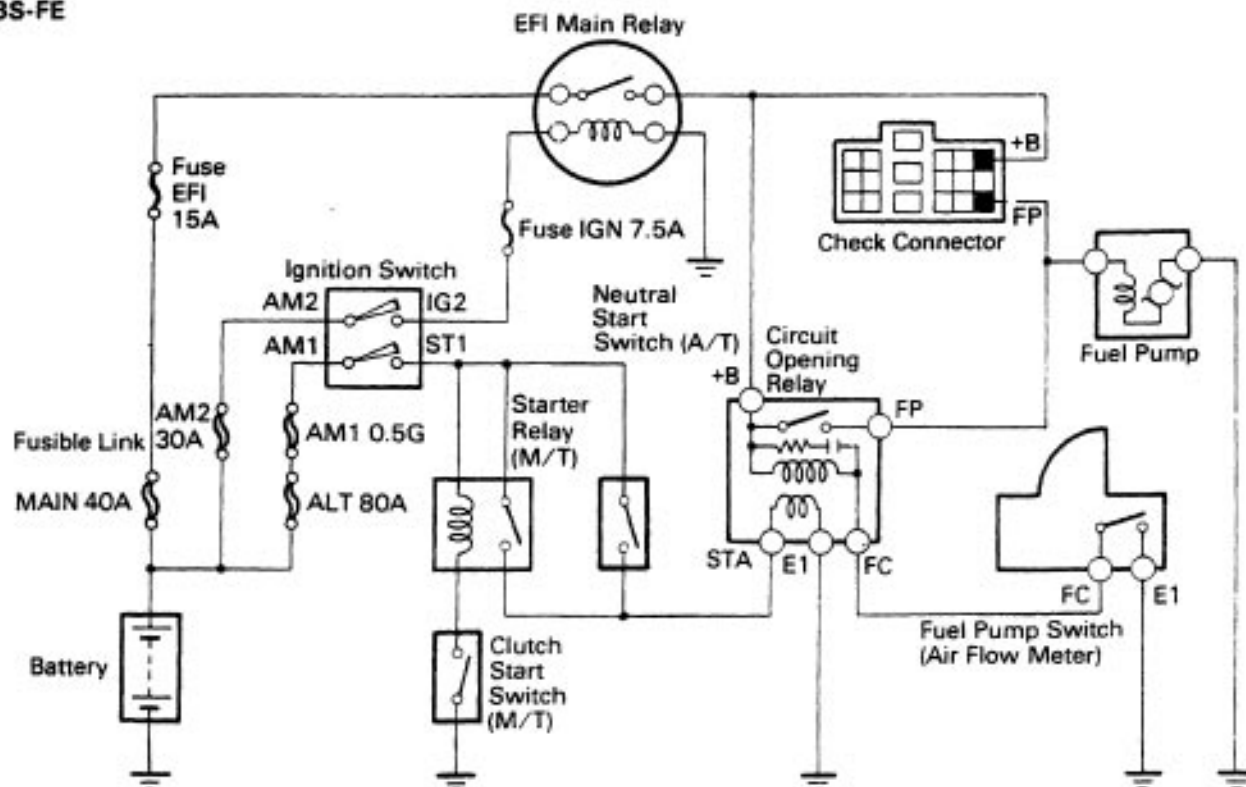 3S-FE
EFI Main Relay
+B
Fuse
EFI
15A
FP
Fuse IGN 7.5A
Check Connector
Ignition Switch
AM2
IG2
Neutral
Start
Switch (A/T)
AM1
ST1
Circuit
Opening
Relay
Fuel Pump
+B
Starter
Relay
(M/T)
FP
AM2
30A
Fusible Link
AM1 0.5G
MAIN 40A
ALT 80A
STA
E1
FC
FC
E1
Fuel Pump Switch
(Air Flow Meter)
Battery
Clutch
Start
Switch
(M/T)